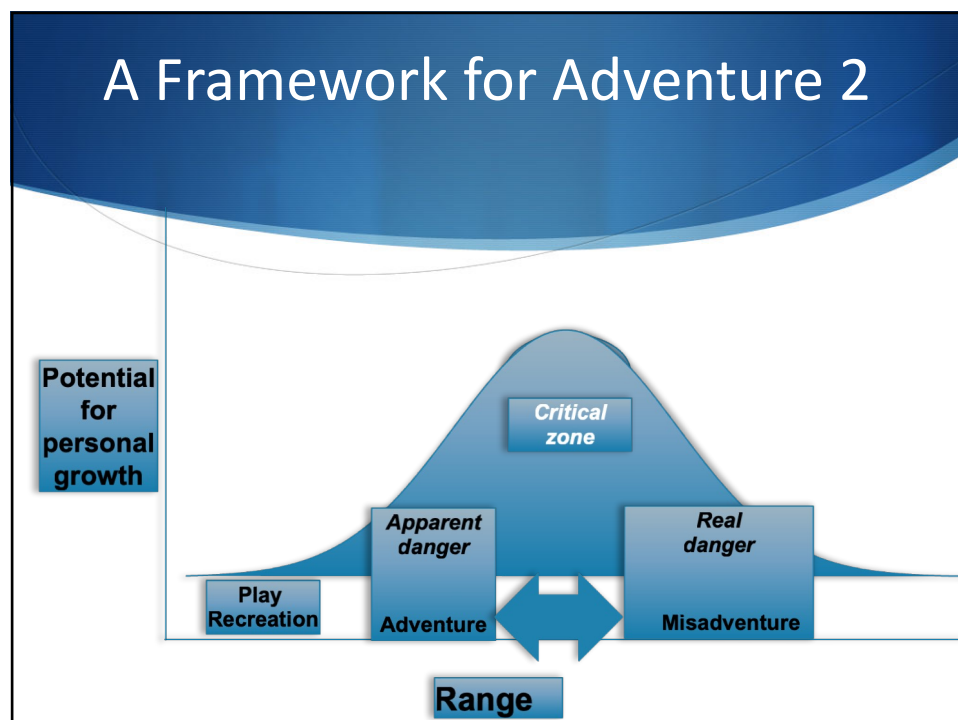 A Framework for Adventure 2
Potential
for
personal
growth
Critical
zone
Apparent
danger
Real
danger
Play
Recreation
Adventure
Misadventure
Range